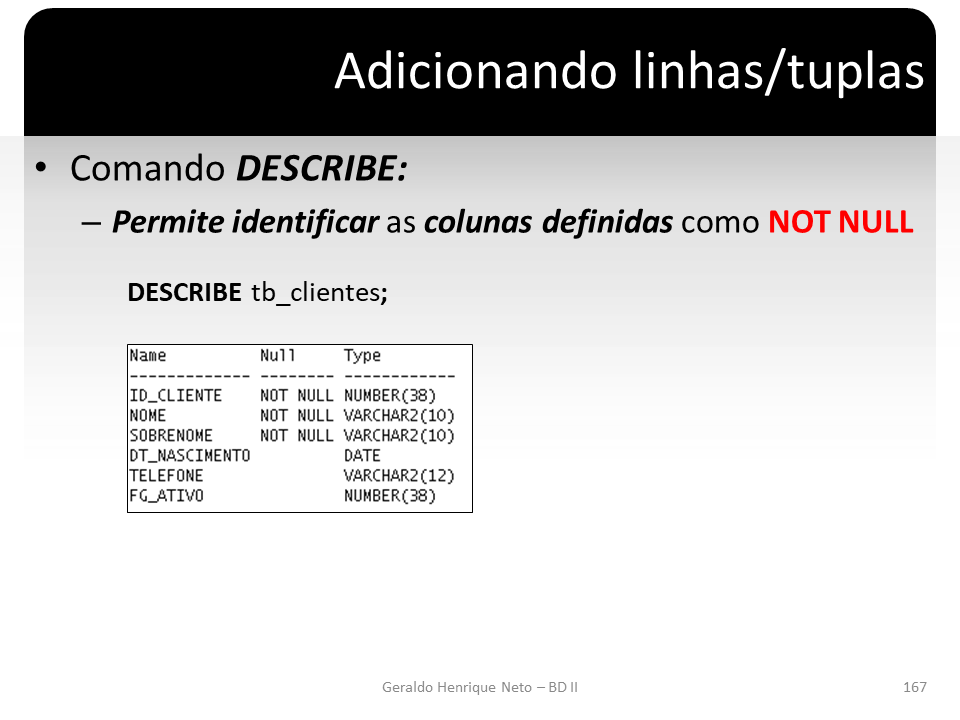 Adicionando linhas/tuplas
• Comando DESCRIBE:
– Permite identificar as colunas definidas como NOT NULL
DESCRIBE tb_clientes;
Name Null Type
------------- -------- ------------
ID_CLIENTE NOT NULL NUMBER(38)
NOME NOT NULL VARCHAR2(10)
SOBRENOME NOT NULL VARCHAR2(10)
DT_NASCIMENTO DATE
TELEFONE VARCHAR2(12)
FG_ATIVO NUMBER(38)
Geraldo Henrique Neto – BD II 167